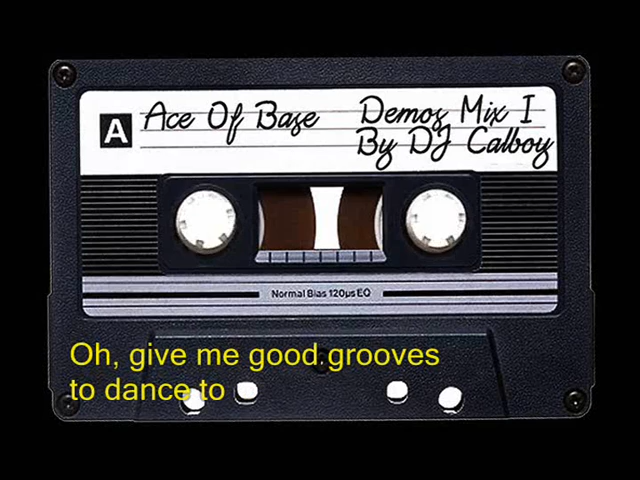 A Ace Of Base Demos Mix I
By DJ Calboy
Normal Bias 120µs EQ
Oh, give me good grooves
to dance to